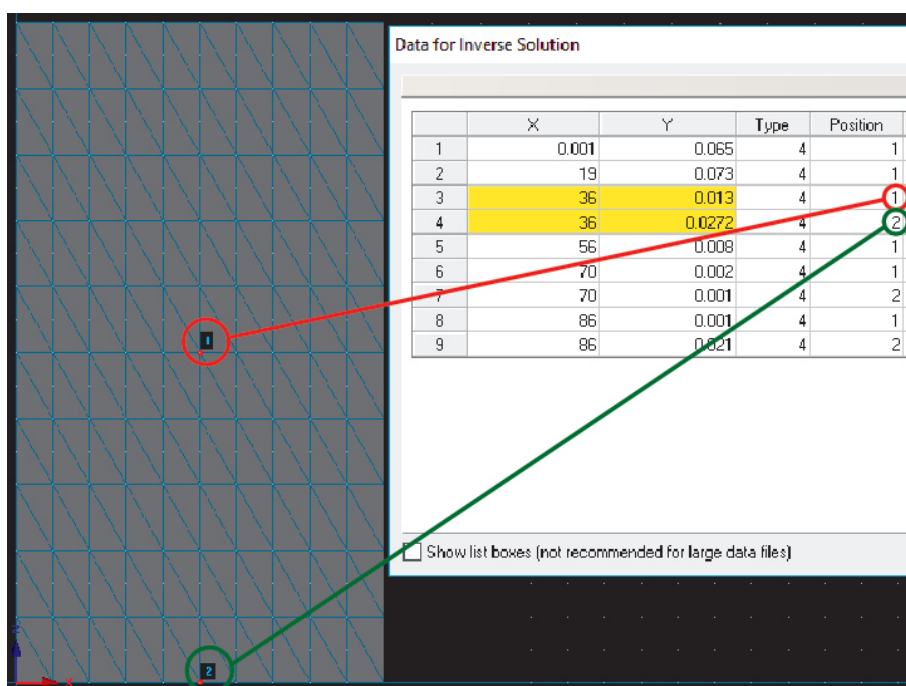 Data for Inverse Solution
X Y Type Position
1 0.001 0.065 4 1
2 19 0.073 4 1
3 36 0.013 4 1
4 36 0.0272 4 2
5 56 0.008 4 1
6 70 0.002 4 1
7 70 0.001 4 2
8 86 0.001 4 1
9 86 0.021 4 2
1
Show list boxes (not recommended for large data files)
2
Z
X